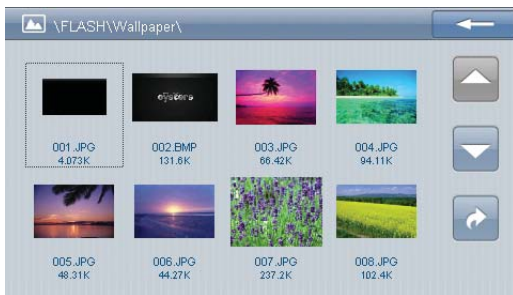 \FLASH\Wallpaper\
oysters
001.JPG
4.073K
002.BMP
131.6K
003.JPG
66.42K
004.JPG
94.11K
005.JPG
48.31K
006.JPG
44.27K
007.JPG
237.2K
008.JPG
102.4K